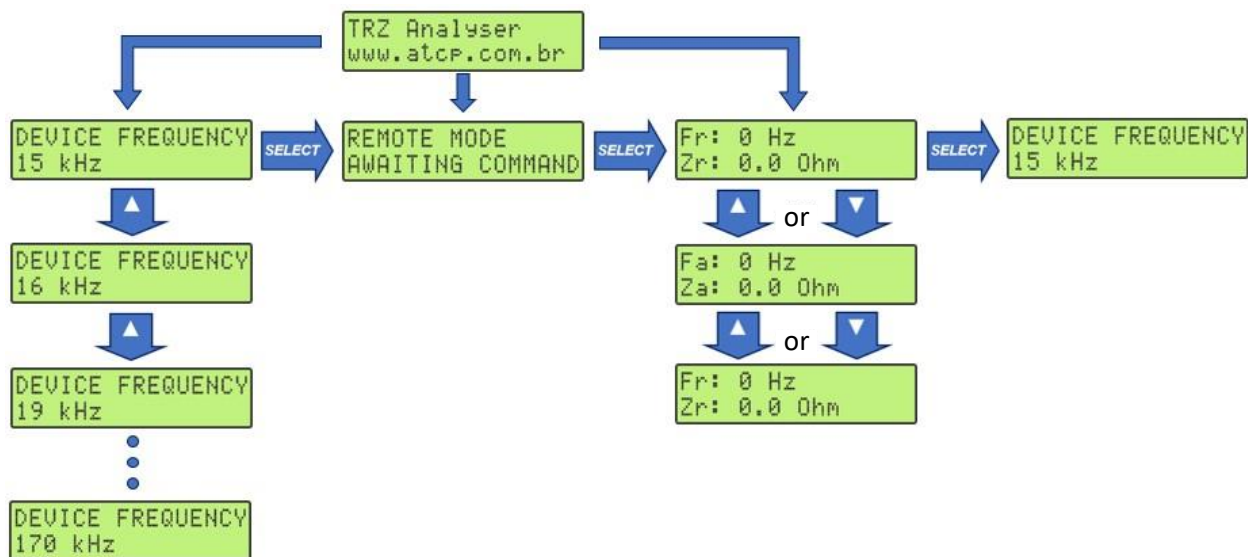 TRZ Analyser
www.atcp.com.br
DEVICE FREQUENCY
15 kHz
SELECT
REMOTE MODE
AWAITING COMMAND
SELECT
Fr: 0 Hz
Zr: 0.0 Ohm
SELECT
DEVICE FREQUENCY
15 kHz
or
DEVICE FREQUENCY
16 kHz
Fa: 0 Hz
Za: 0.0 Ohm
or
DEVICE FREQUENCY
19 kHz
Fr: 0 Hz
Zr: 0.0 Ohm
DEVICE FREQUENCY
170 kHz